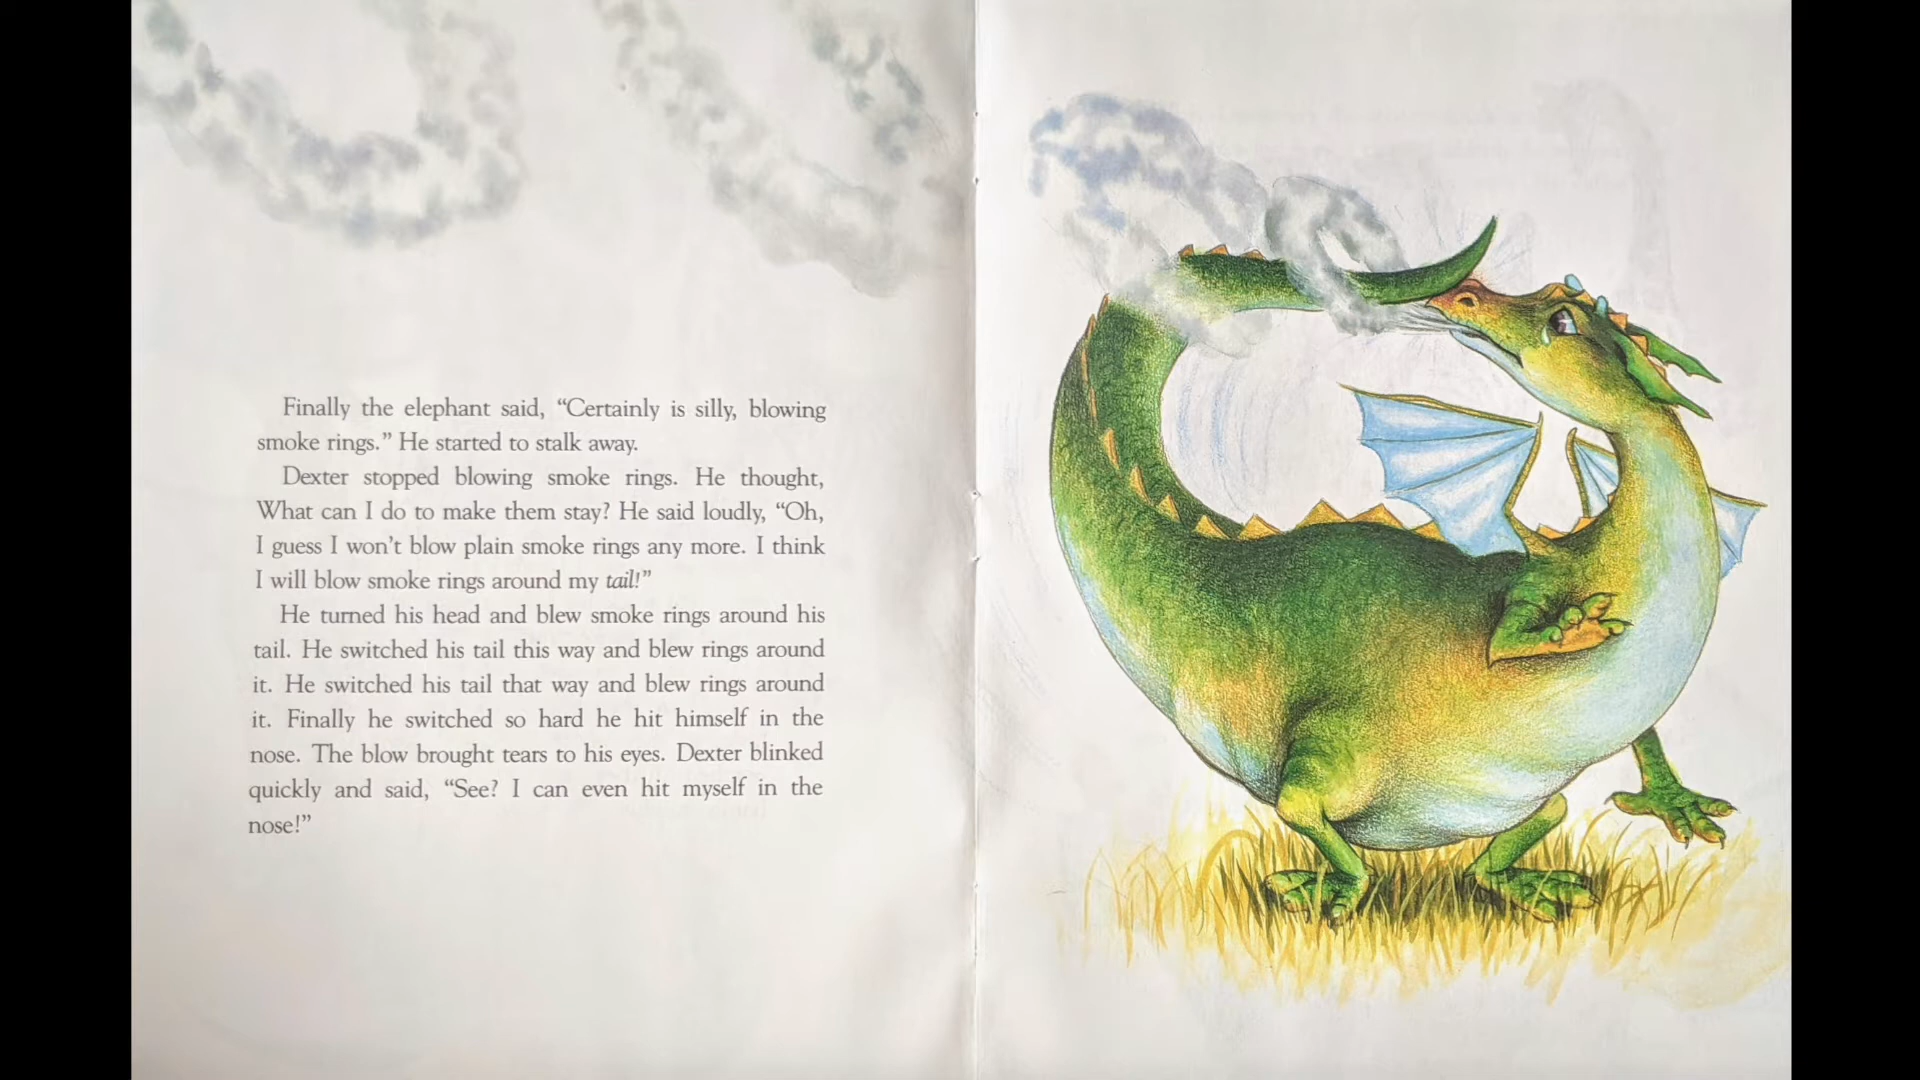 Finally the elephant said, “Certainly is silly, blowing
smoke rings.” He started to stalk away.
Dexter stopped blowing smoke rings. He thought,
What can I do to make them stay? He said loudly, “Oh,
I guess I won’t blow plain smoke rings any more. I think
I will blow smoke rings around my tail!”
He turned his head and blew smoke rings around his
tail. He switched his tail this way and blew rings around
it. He switched his tail that way and blew rings around
it. Finally he switched so hard he hit himself in the
nose. The blow brought tears to his eyes. Dexter blinked
quickly and said, “See? I can even hit myself in the
nose!”